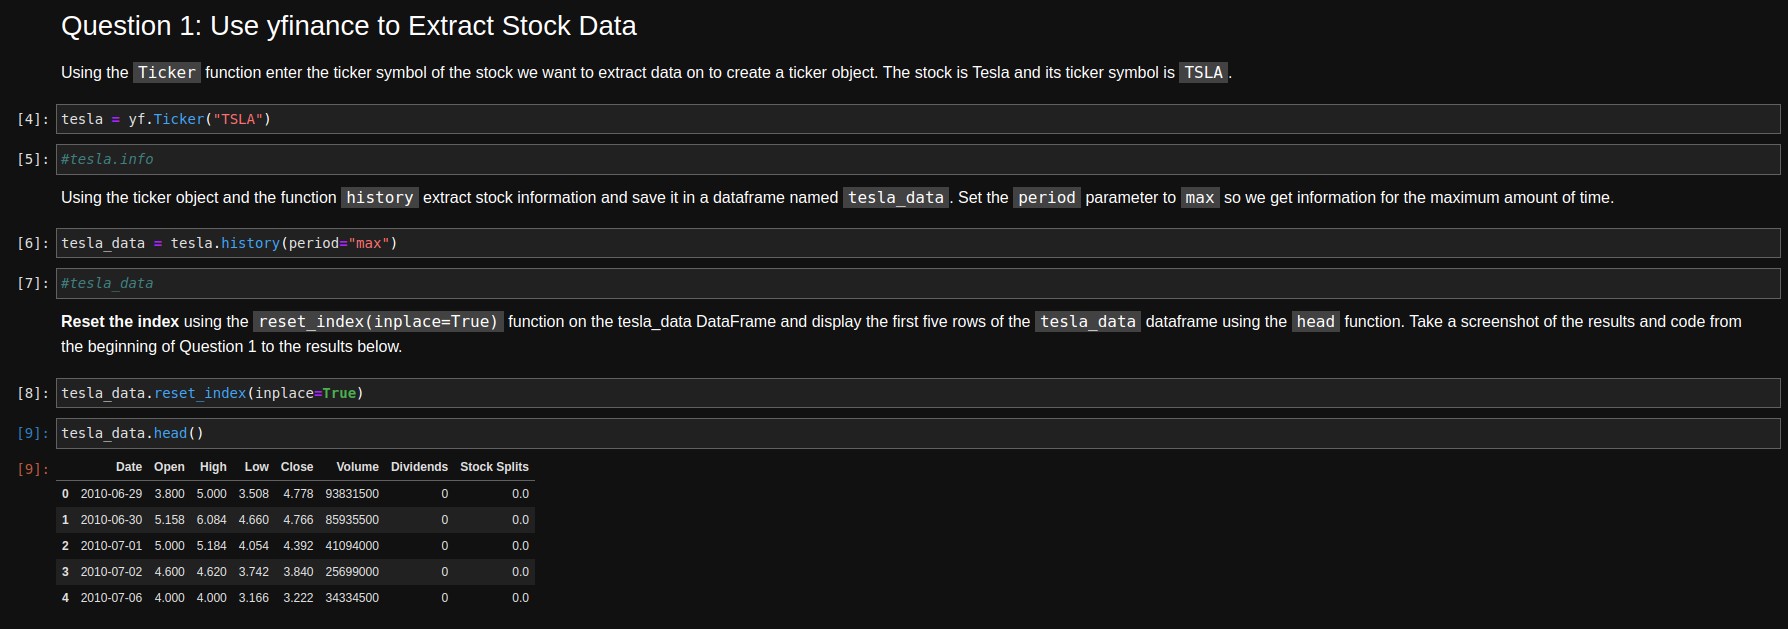 Question 1: Use yfinance to Extract Stock Data
Using the Ticker function enter the ticker symbol of the stock we want to extract data on to create a ticker object. The stock is Tesla and its ticker symbol is TSLA.
[4]: tesla = yf.Ticker("TSLA")
[5]: #tesla.info
Using the ticker object and the function history extract stock information and save it in a dataframe named tesla_data. Set the period parameter to max so we get information for the maximum amount of time.
[6]: tesla_data = tesla.history(period="max")
[7]: #tesla_data
Reset the index using the reset_index(inplace=True) function on the tesla_data DataFrame and display the first five rows of the tesla_data dataframe using the head function. Take a screenshot of the results and code from
the beginning of Question 1 to the results below.
[8]: tesla_data.reset_index(inplace=True)
[9]: tesla_data.head()
[9]: Date Open High Low Close Volume Dividends Stock Splits
0 2010-06-29 3.800 5.000 3.508 4.778 93831500 0 0.0
1 2010-06-30 5.158 6.084 4.660 4.766 85935500 0 0.0
2 2010-07-01 5.000 5.184 4.054 4.392 41094000 0 0.0
3 2010-07-02 4.600 4.620 3.742 3.840 25699000 0 0.0
4 2010-07-06 4.000 4.000 3.166 3.222 34334500 0 0.0